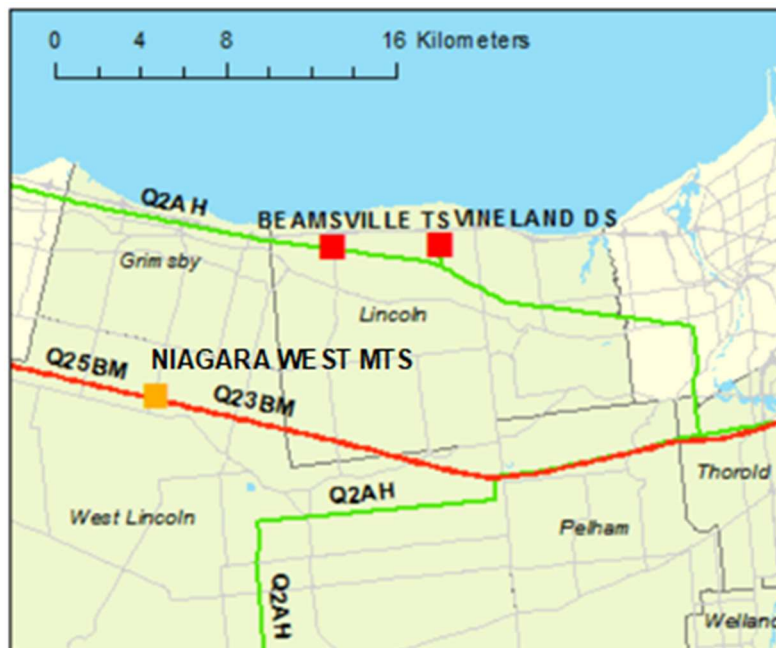 0 4 8 16 Kilometers
Q2AH
BEAMSVILLE TS VINELAND DS
Grimsby
Lincoln
Q25BM
NIAGARA WEST MTS
Q23BM
Q2AH
Thorold
West Lincoln
Pelham
Q2AH
Welland